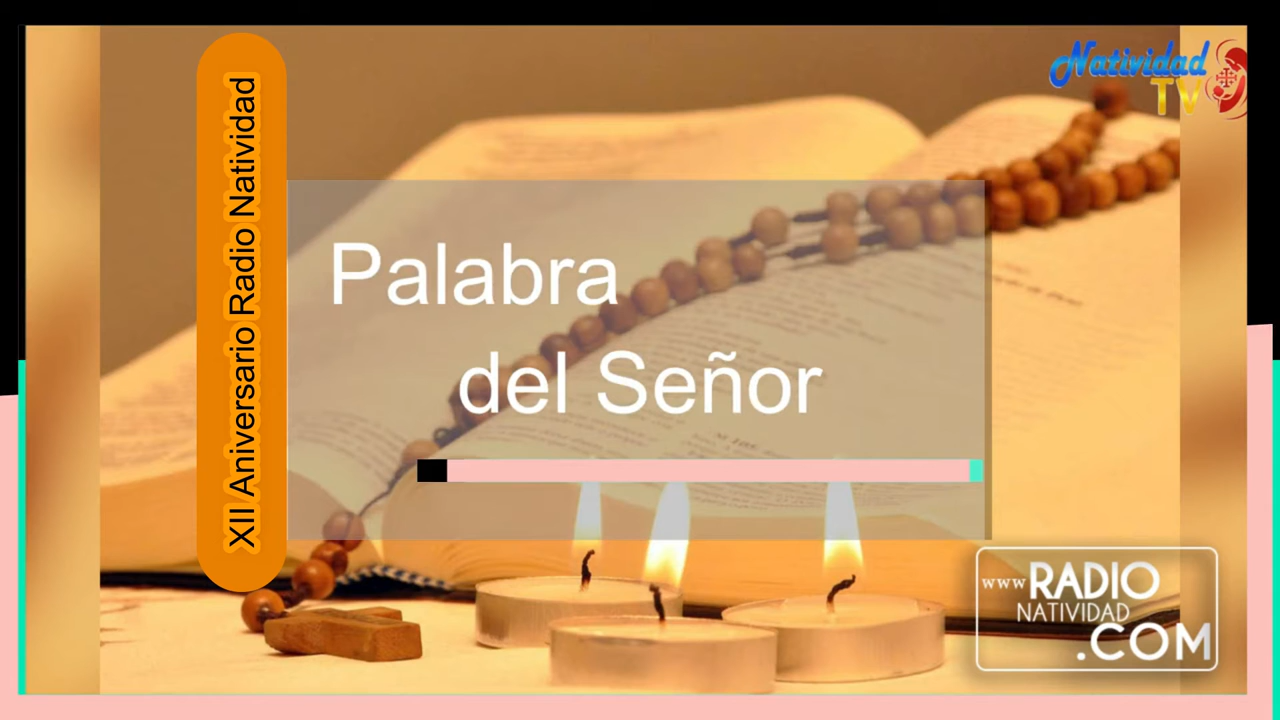 XII Aniversario Radio Natividad
Natividad
TV
Palabra
del Señor
www RADIO
NATIVIDAD
.COM